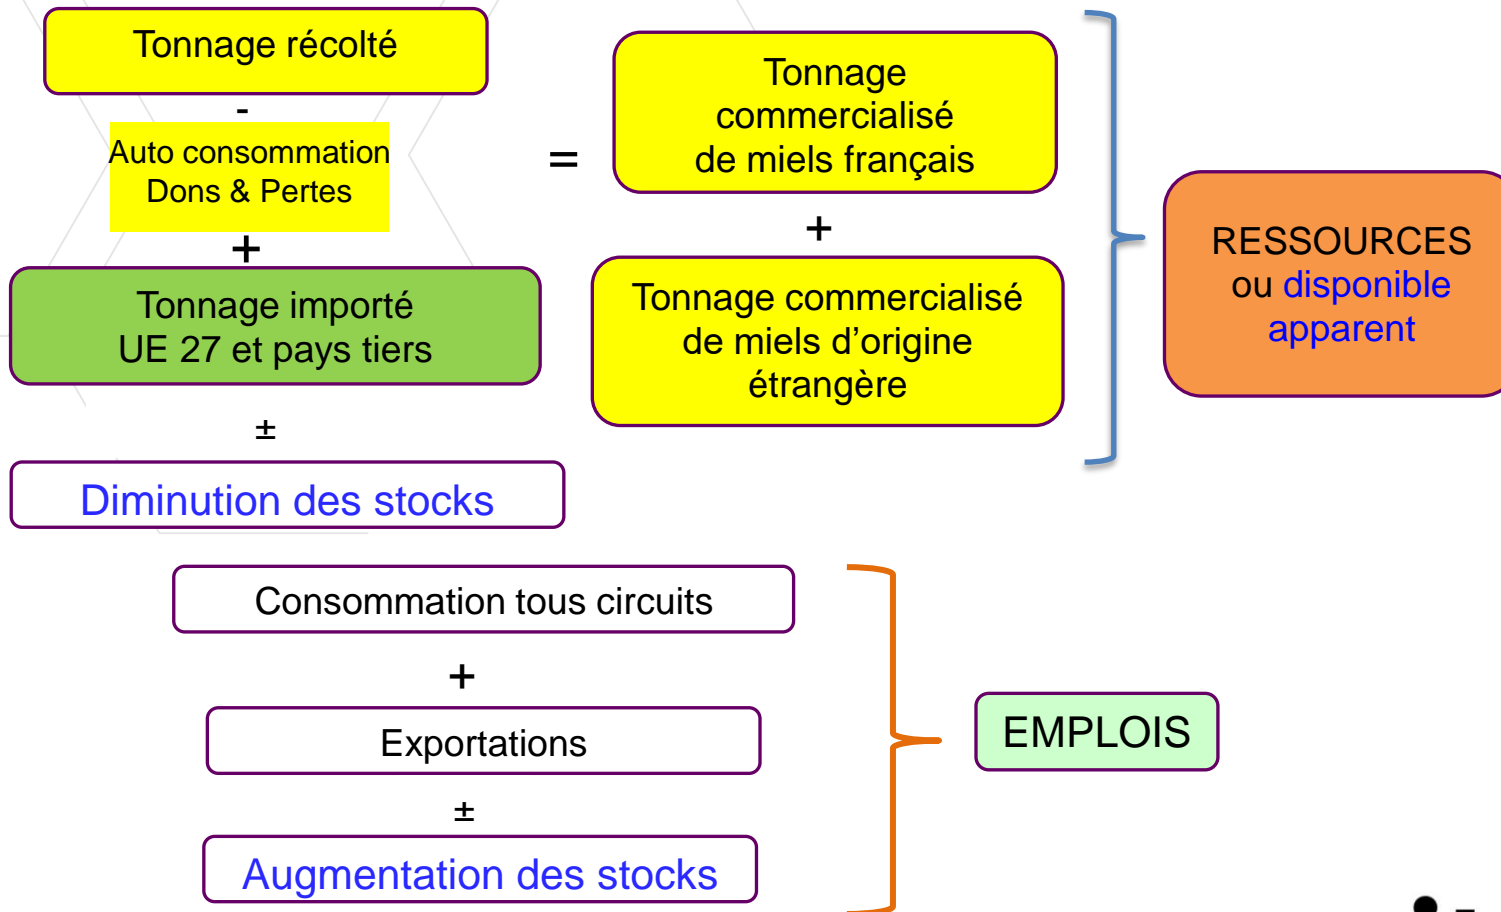 Tonnage récolté
-
Auto consommation
Dons & Pertes
+
Tonnage importé
UE 27 et pays tiers
±
Diminution des stocks
=
Tonnage
commercialisé
de miels français
+
Tonnage commercialisé
de miels d’origine
étrangère
RESSOURCES
ou disponible
apparent
Consommation tous circuits
+
Exportations
±
Augmentation des stocks
EMPLOIS